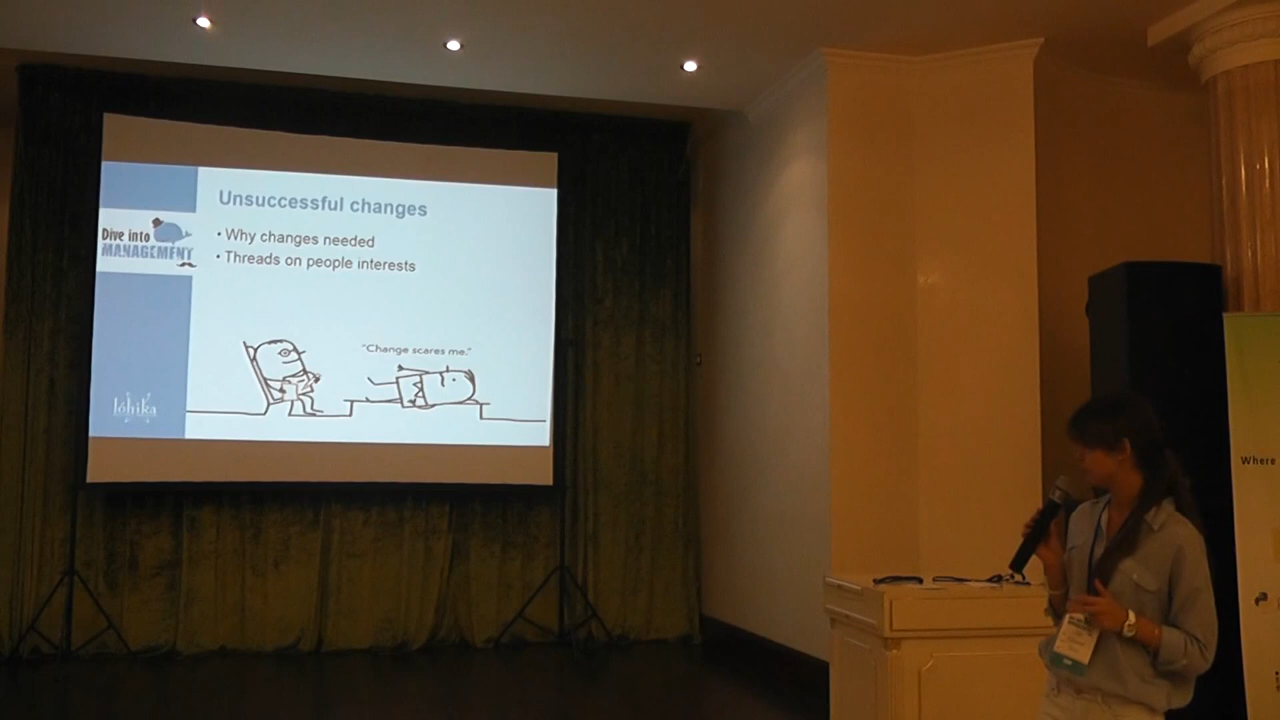 Unsuccessful changes
• Why changes needed
• Threads on people interests
Dive into
MANAGEMENT
"Change scares me."
lohika
Where